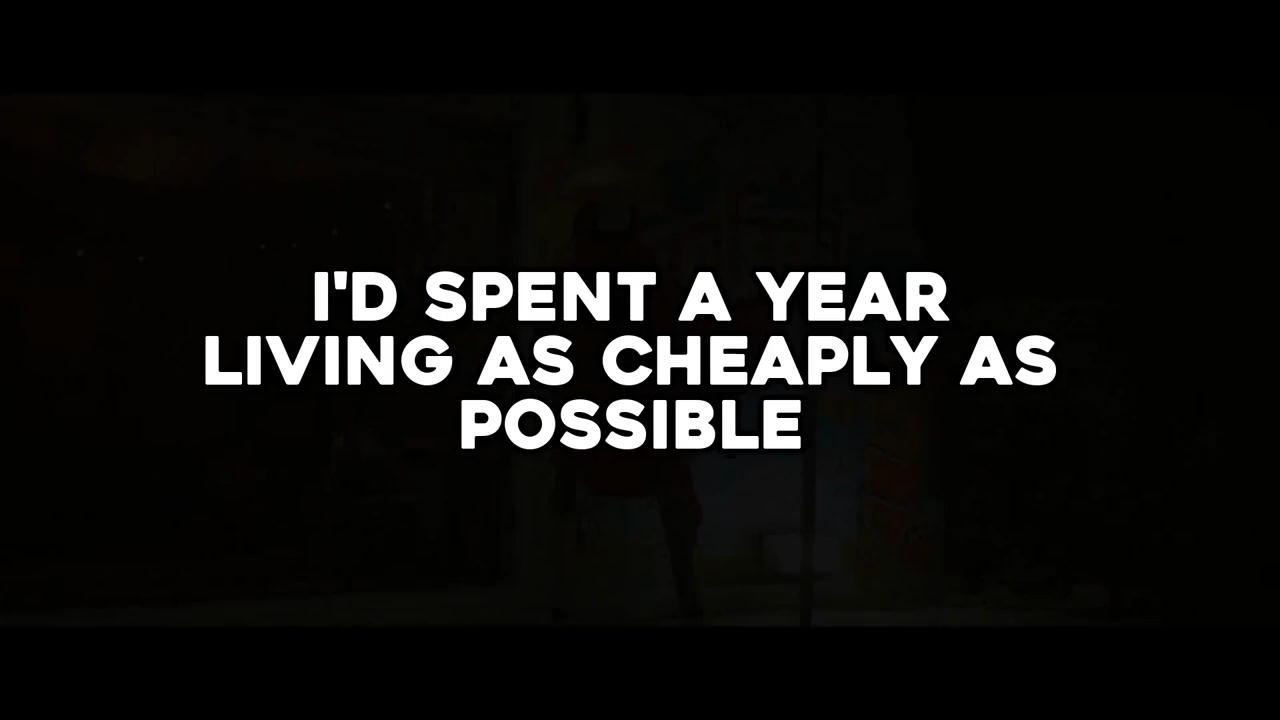 I'D SPENT A YEAR
LIVING AS CHEAPLY AS
POSSIBLE